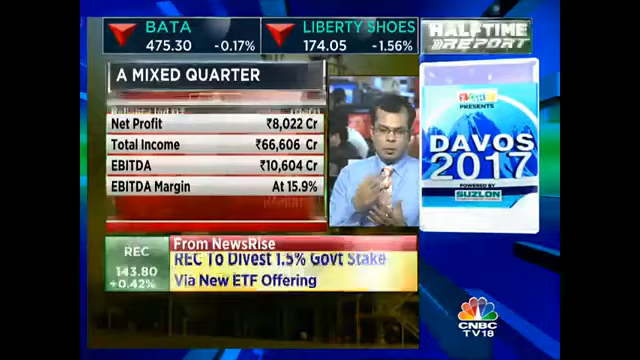 BATA
475.30 -0.17%
LIBERTY SHOES
174.05 -1.56%
HALFTIME
REPORT
A MIXED QUARTER
Net Profit ₹8,022 Cr
Total Income ₹66,606 Cr
EBITDA ₹10,604 Cr
EBITDA Margin At 15.9%
PRESENTS
DAVOS
2017
POWERED BY
SUZLON
REC
143.80
+0.42%
From NewsRise
REC To Divest 1.5% Govt Stake
Via New ETF Offering
CNBC
TV18